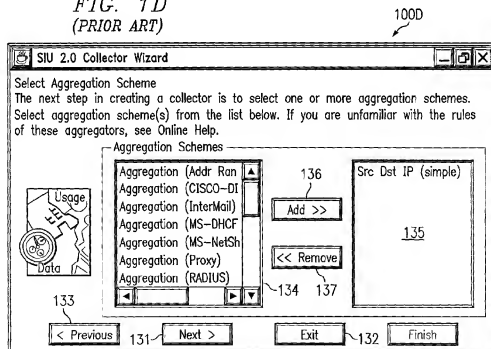 FIG. 1D
(PRIOR ART)
100D
SIU 2.0 Collector Wizard
Select Aggregation Scheme
The next step in creating a collector is to select one or more aggregation schemes.
Select aggregation scheme(s) from the list below. If you are unfamiliar with the rules
of these aggregators, see Online Help.
Aggregation Schemes
Aggregation (Addr Ran
Aggregation (CISCO-DI
Aggregation (InterMail)
Aggregation (MS-DHCF
Aggregation (MS-NetSh
Aggregation (Proxy)
Aggregation (RADIUS)
134
136
Add >>
<< Remove
137
Src Dst IP (simple)
135
Usage
Data
133
< Previous
131
Next >
Exit
132
Finish